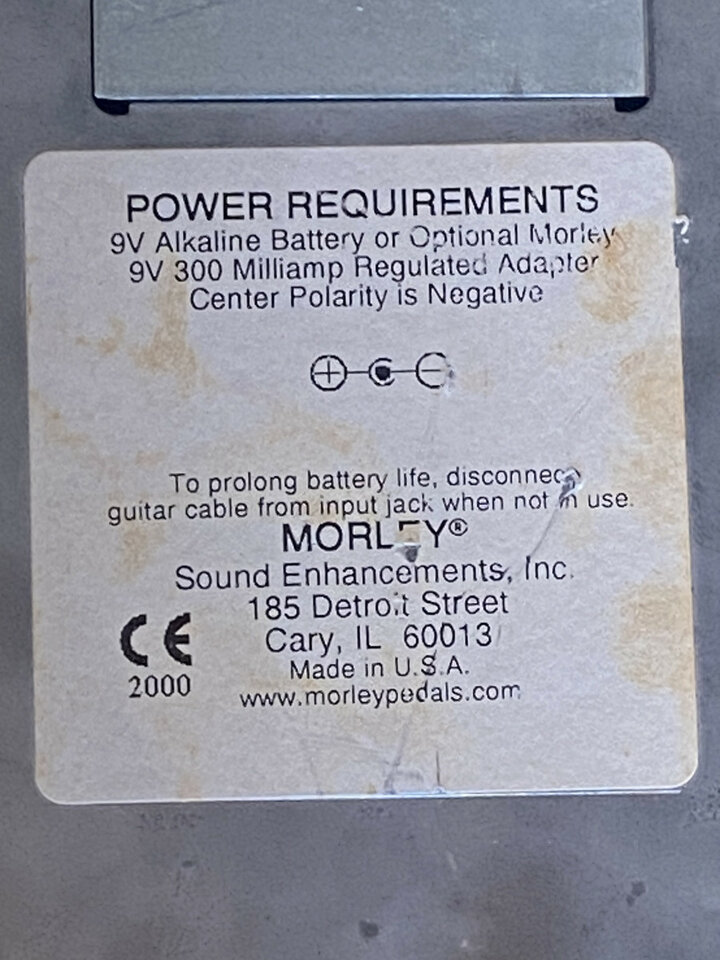 POWER REQUIREMENTS
9V Alkaline Battery or Optional Morley
9V 300 Milliamp Regulated Adapter
Center Polarity is Negative
To prolong battery life, disconnect
guitar cable from input jack when not in use.
MORLEY®
Sound Enhancements, Inc.
185 Detroit Street
Cary, IL 60013
Made in U.S.A.
www.morleypedals.com
CE
2000